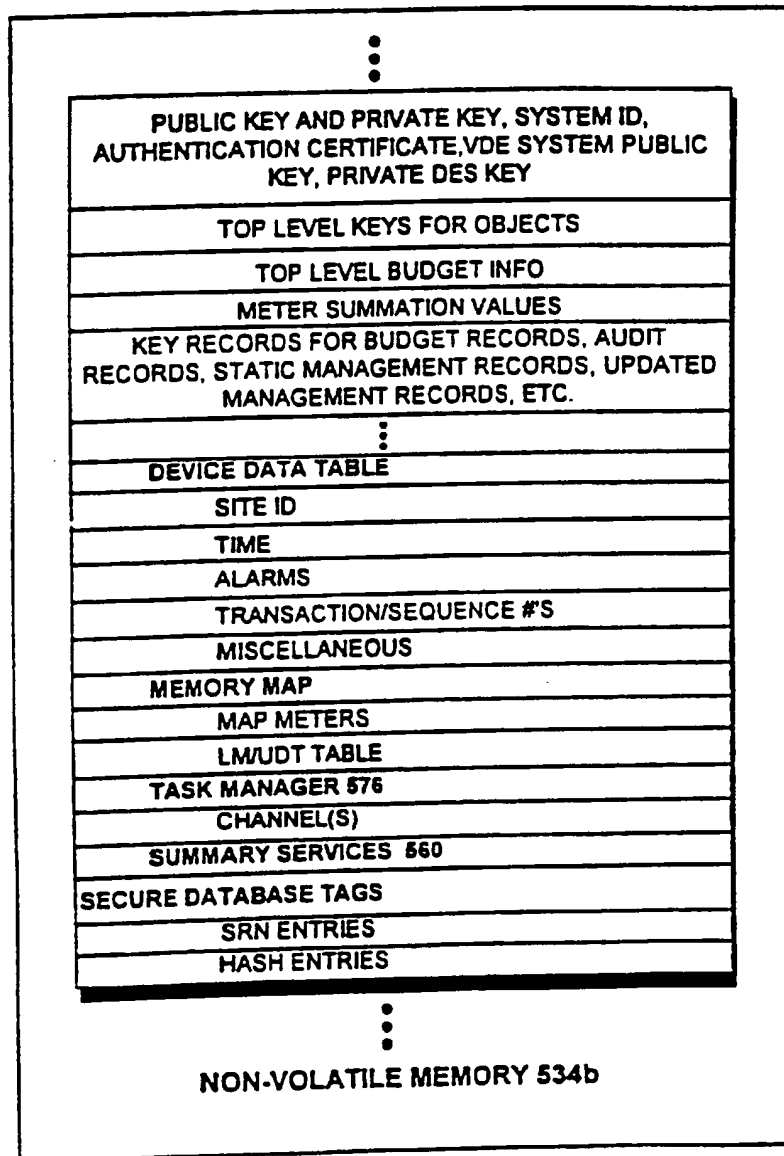 PUBLIC KEY AND PRIVATE KEY, SYSTEM ID,
AUTHENTICATION CERTIFICATE,VDE SYSTEM PUBLIC
KEY, PRIVATE DES KEY
TOP LEVEL KEYS FOR OBJECTS
TOP LEVEL BUDGET INFO
METER SUMMATION VALUES
KEY RECORDS FOR BUDGET RECORDS, AUDIT
RECORDS, STATIC MANAGEMENT RECORDS, UPDATED
MANAGEMENT RECORDS, ETC.
DEVICE DATA TABLE
SITE ID
TIME
ALARMS
TRANSACTION/SEQUENCE #'S
MISCELLANEOUS
MEMORY MAP
MAP METERS
LM/UDT TABLE
TASK MANAGER 576
CHANNEL(S)
SUMMARY SERVICES 560
SECURE DATABASE TAGS
SRN ENTRIES
HASH ENTRIES
NON-VOLATILE MEMORY 534b